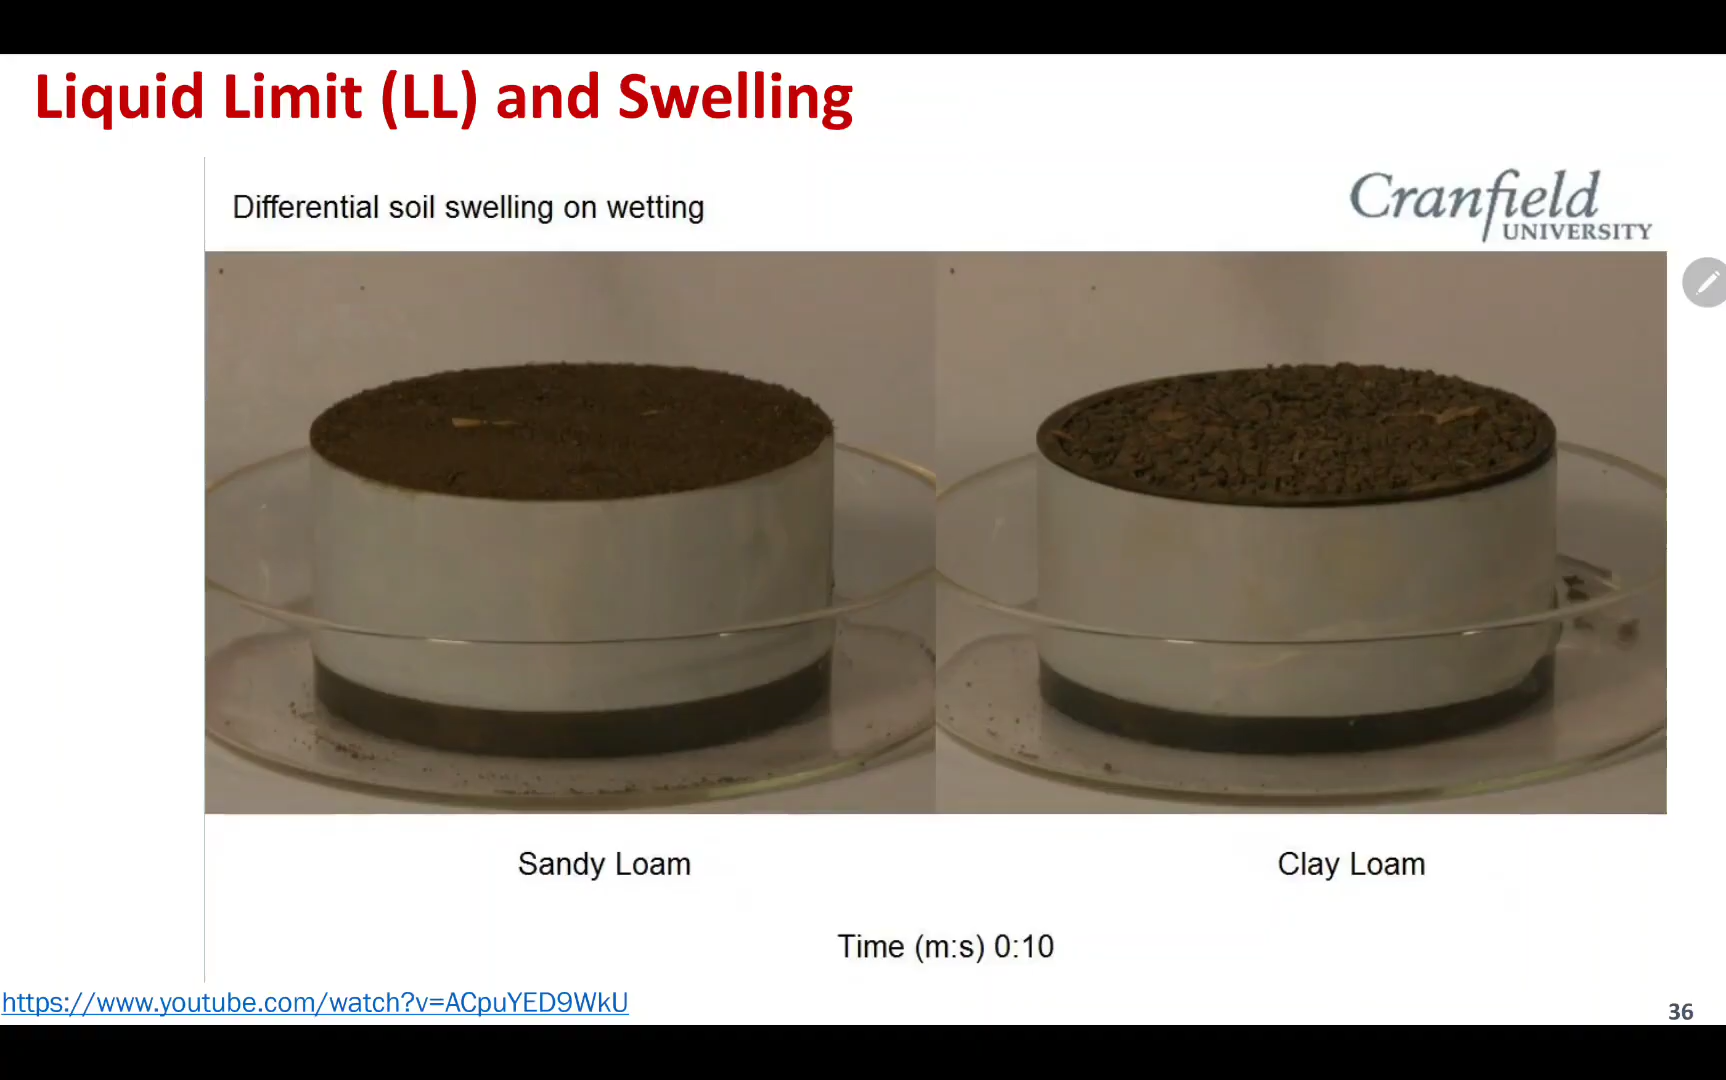 Liquid Limit (LL) and Swelling
Differential soil swelling on wetting
Cranfield
UNIVERSITY
Sandy Loam
Clay Loam
Time (m:s) 0:10
https://www.youtube.com/watch?v=ACpuYED9WkU
36